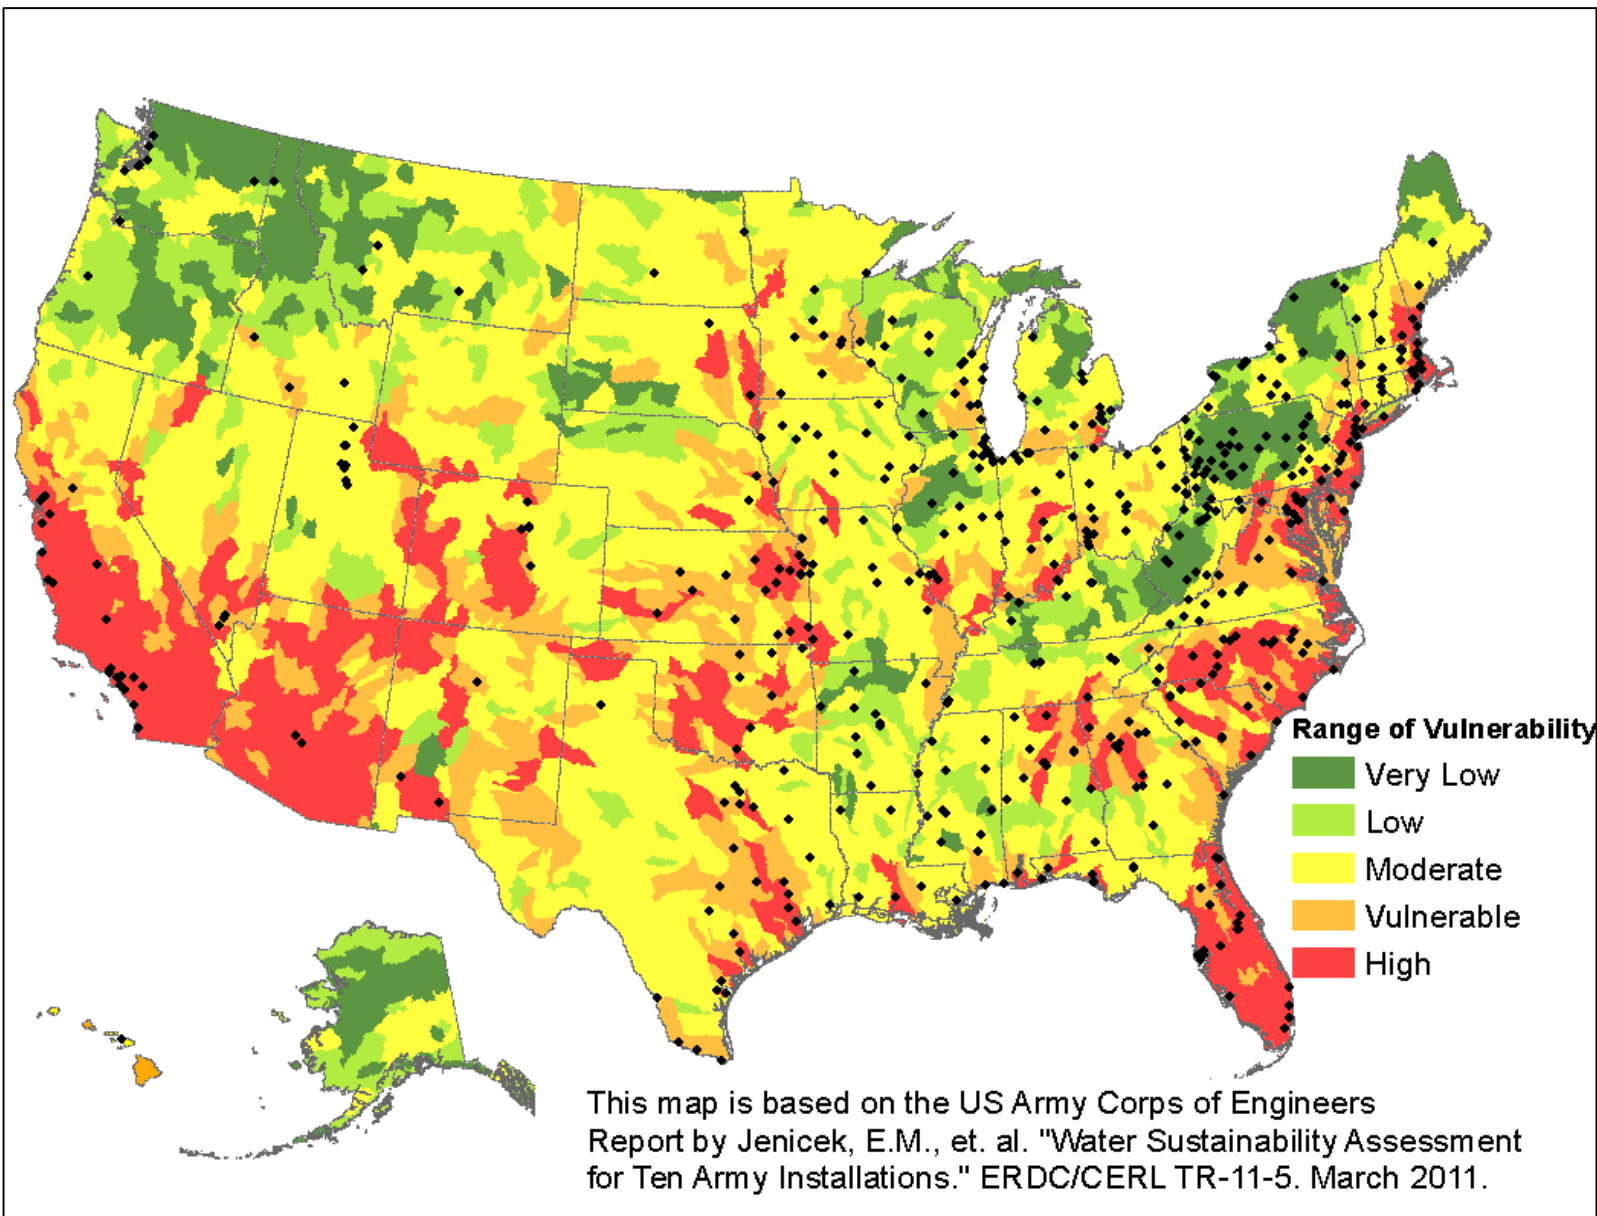 Range of Vulnerability
Very Low
Low
Moderate
Vulnerable
High
This map is based on the US Army Corps of Engineers
Report by Jenicek, E.M., et. al. "Water Sustainability Assessment
for Ten Army Installations." ERDC/CERL TR-11-5. March 2011.